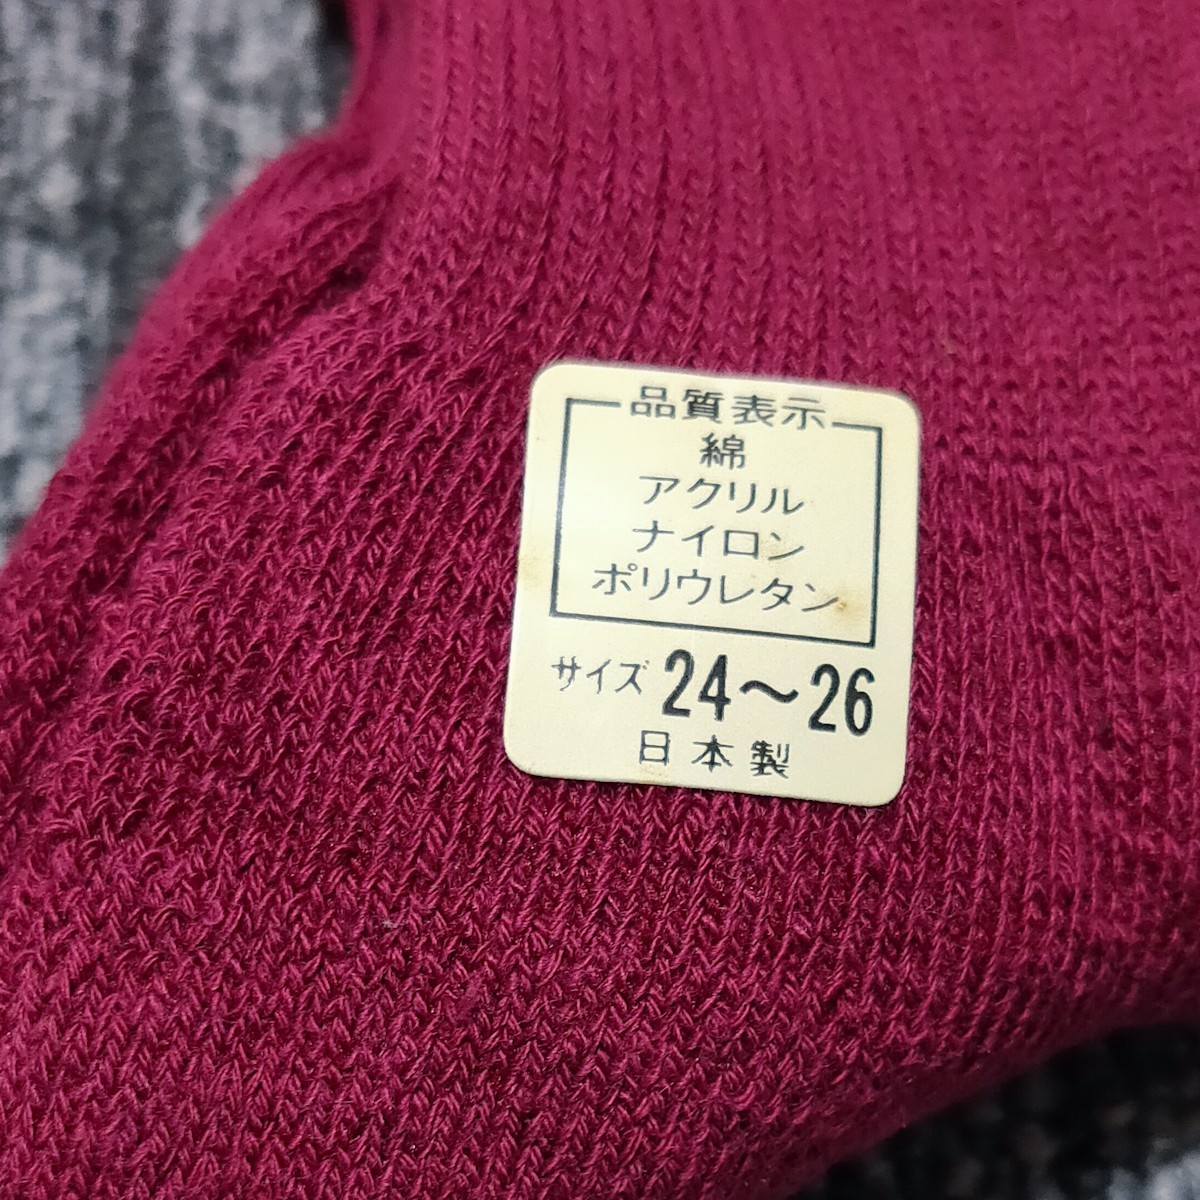 品質表示
綿
アクリル
ナイロン
ポリウレタン
サイズ 24〜26
日本製